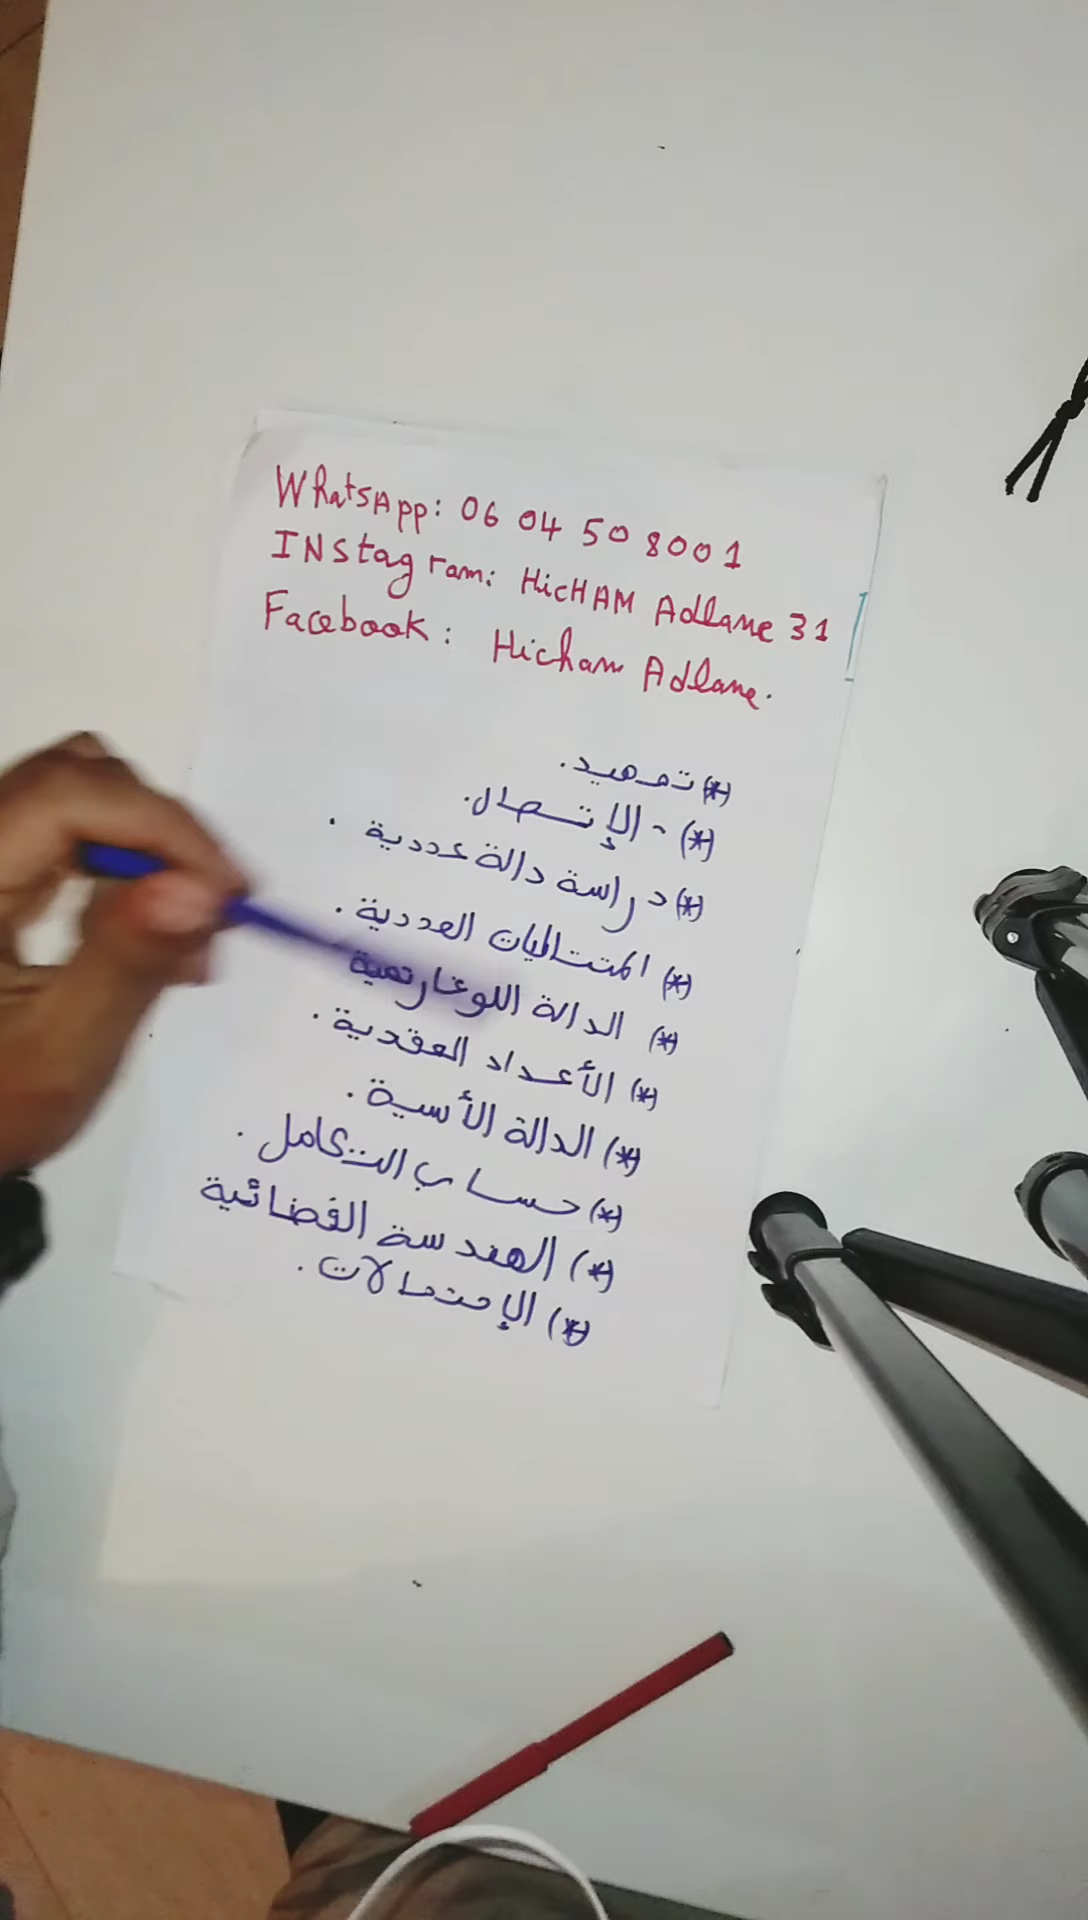 WhatsApp: 06 04 50 8001
INStagram: HicHAM Adlane 31
Facebook: Hicham Adlane.
(*) تمهيد.
(*) - الإتصال.
(*) دراسة دالة عددية.
(*) المتتاليات العددية.
(*) الدالة اللوغارتمية
(*) الأعداد العقدية.
(*) الدالة الأسية.
(*) حساب التكامل.
(*) الهندسة الفضائية
(*) الإحتمالات.